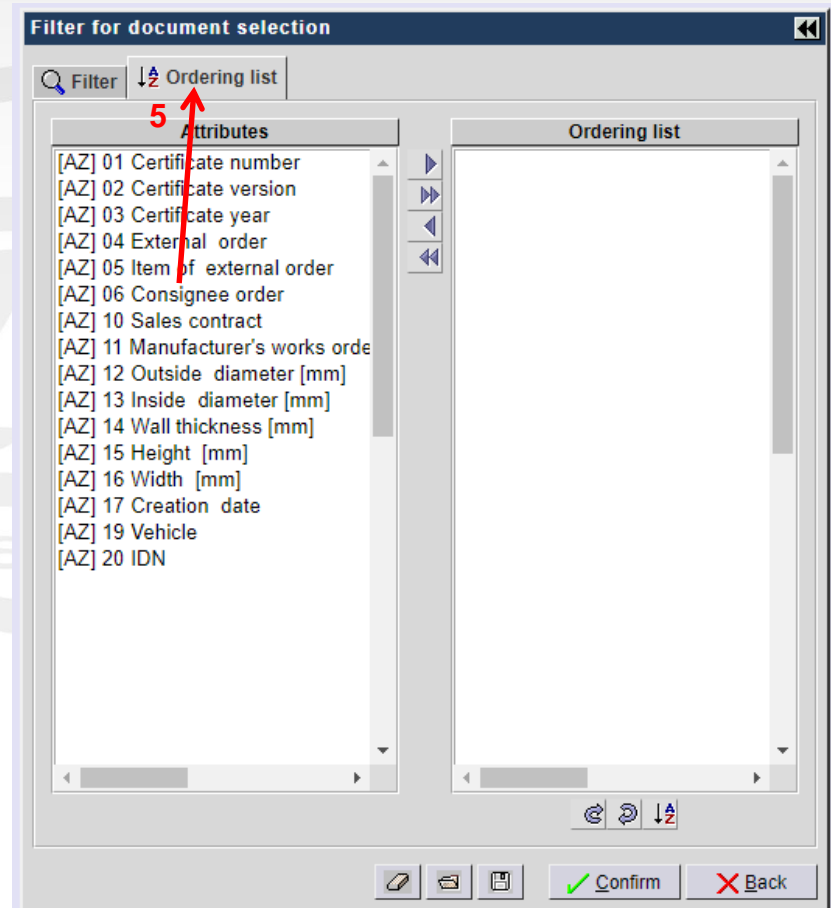 Filter for document selection
Filter
Ordering list
5
Attributes
Ordering list
[AZ] 01 Certificate number
[AZ] 02 Certificate version
[AZ] 03 Certificate year
[AZ] 04 External order
[AZ] 05 Item of external order
[AZ] 06 Consignee order
[AZ] 10 Sales contract
[AZ] 11 Manufacturer's works orde
[AZ] 12 Outside diameter [mm]
[AZ] 13 Inside diameter [mm]
[AZ] 14 Wall thickness [mm]
[AZ] 15 Height [mm]
[AZ] 16 Width [mm]
[AZ] 17 Creation date
[AZ] 19 Vehicle
[AZ] 20 IDN
Confirm
Back